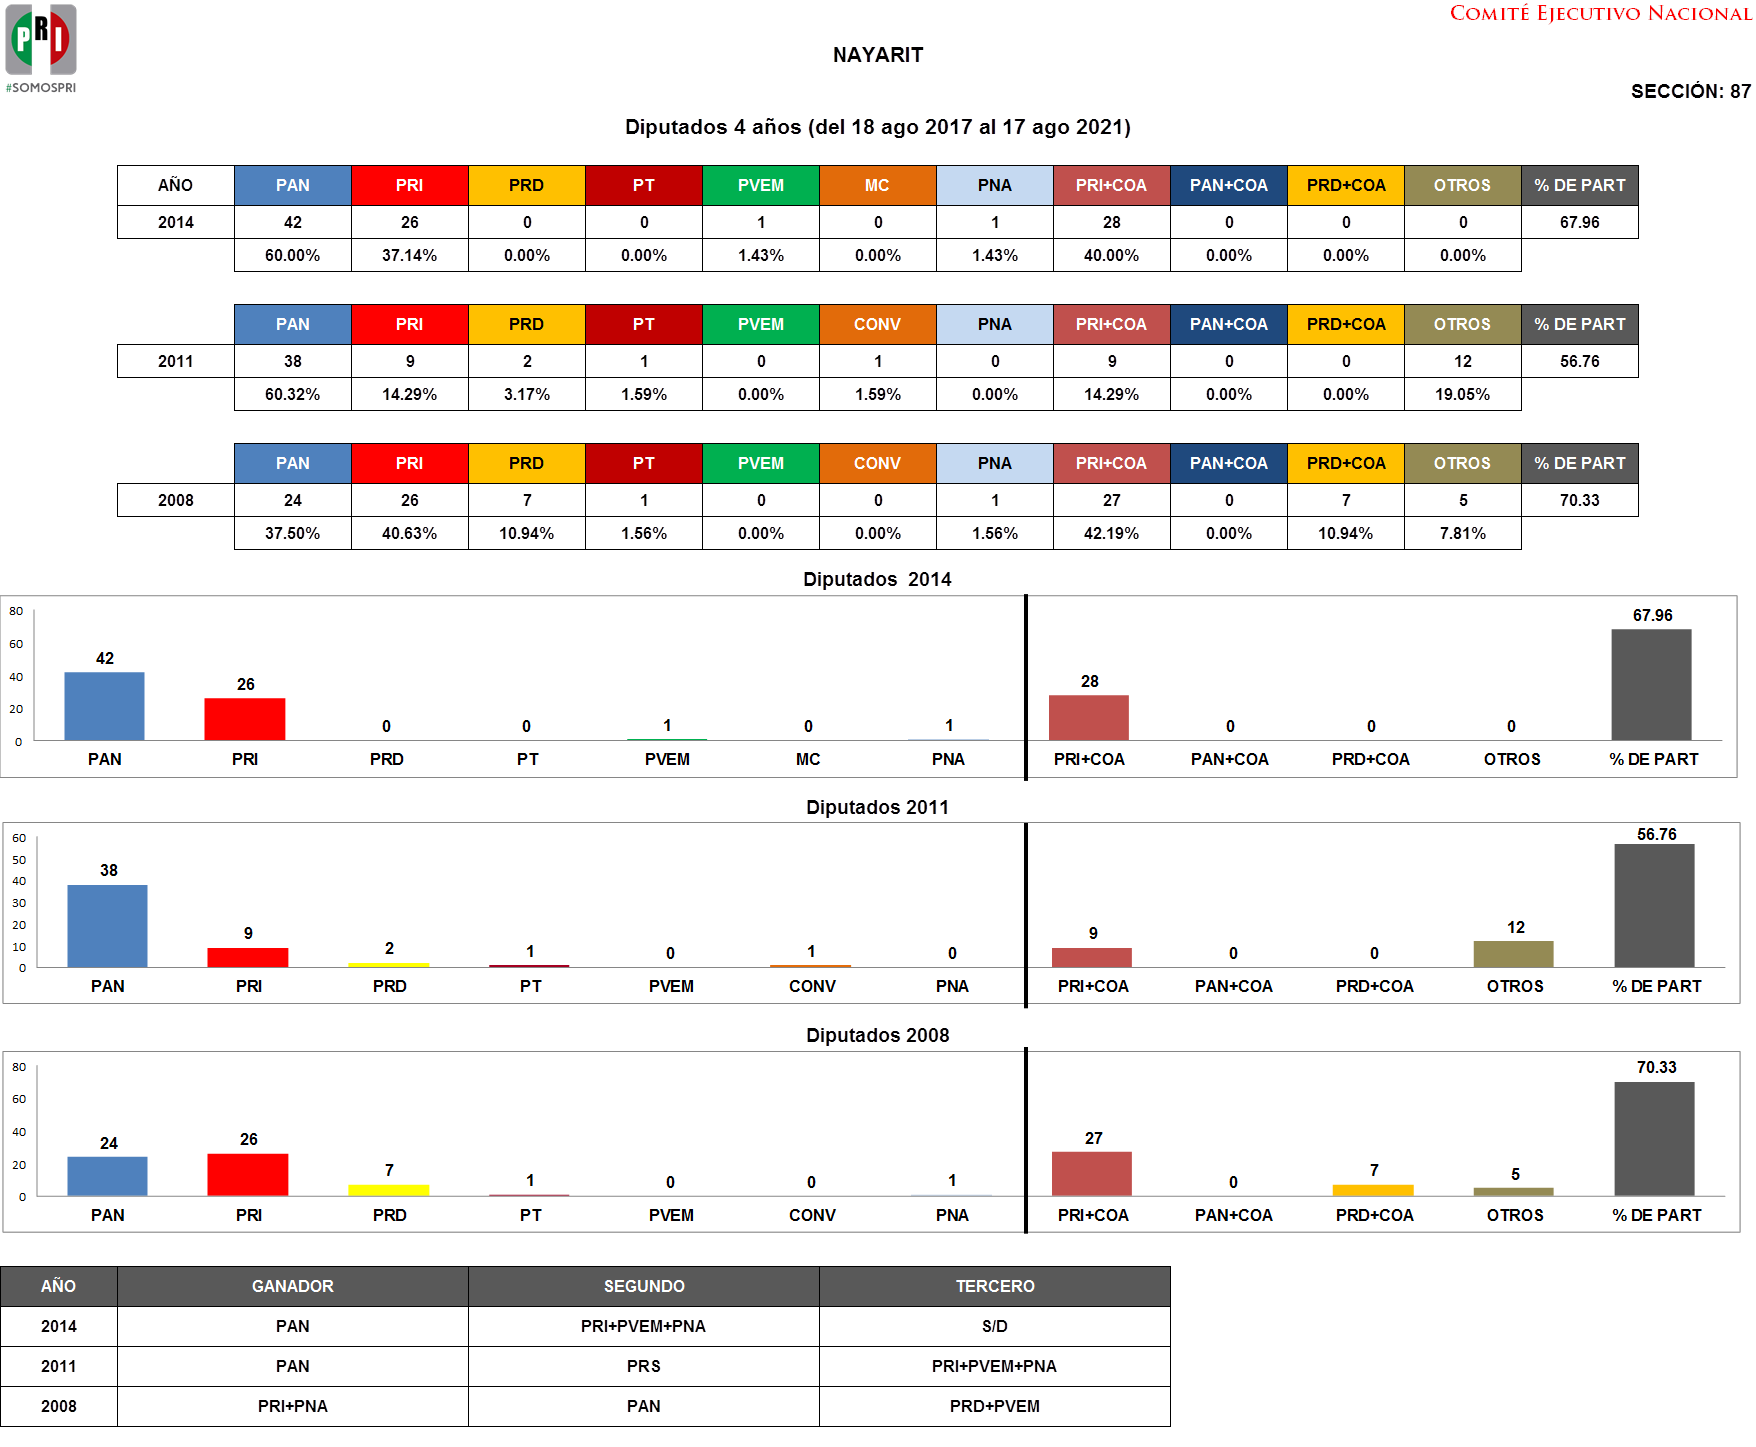 PRI
#SOMOSPRI
COMITÉ EJECUTIVO NACIONAL
NAYARIT
SECCIÓN: 87
Diputados 4 años (del 18 ago 2017 al 17 ago 2021)
AÑO PAN PRI PRD PT PVEM MC PNA PRI+COA PAN+COA PRD+COA OTROS % DE PART
2014 42 26 0 0 1 0 1 28 0 0 0 67.96
60.00% 37.14% 0.00% 0.00% 1.43% 0.00% 1.43% 40.00% 0.00% 0.00% 0.00%
PAN PRI PRD PT PVEM CONV PNA PRI+COA PAN+COA PRD+COA OTROS % DE PART
2011 38 9 2 1 0 1 0 9 0 0 12 56.76
60.32% 14.29% 3.17% 1.59% 0.00% 1.59% 0.00% 14.29% 0.00% 0.00% 19.05%
PAN PRI PRD PT PVEM CONV PNA PRI+COA PAN+COA PRD+COA OTROS % DE PART
2008 24 26 7 1 0 0 1 27 0 7 5 70.33
37.50% 40.63% 10.94% 1.56% 0.00% 0.00% 1.56% 42.19% 0.00% 10.94% 7.81%
Diputados 2014
80
60
40
20
0
42 26 0 0 1 0 1 28 0 0 0 67.96
PAN PRI PRD PT PVEM MC PNA PRI+COA PAN+COA PRD+COA OTROS % DE PART
Diputados 2011
60
50
40
30
20
10
0
38 9 2 1 0 1 0 9 0 0 12 56.76
PAN PRI PRD PT PVEM CONV PNA PRI+COA PAN+COA PRD+COA OTROS % DE PART
Diputados 2008
80
60
40
20
0
24 26 7 1 0 0 1 27 0 7 5 70.33
PAN PRI PRD PT PVEM CONV PNA PRI+COA PAN+COA PRD+COA OTROS % DE PART
AÑO GANADOR SEGUNDO TERCERO
2014 PAN PRI+PVEM+PNA S/D
2011 PAN PRS PRI+PVEM+PNA
2008 PRI+PNA PAN PRD+PVEM